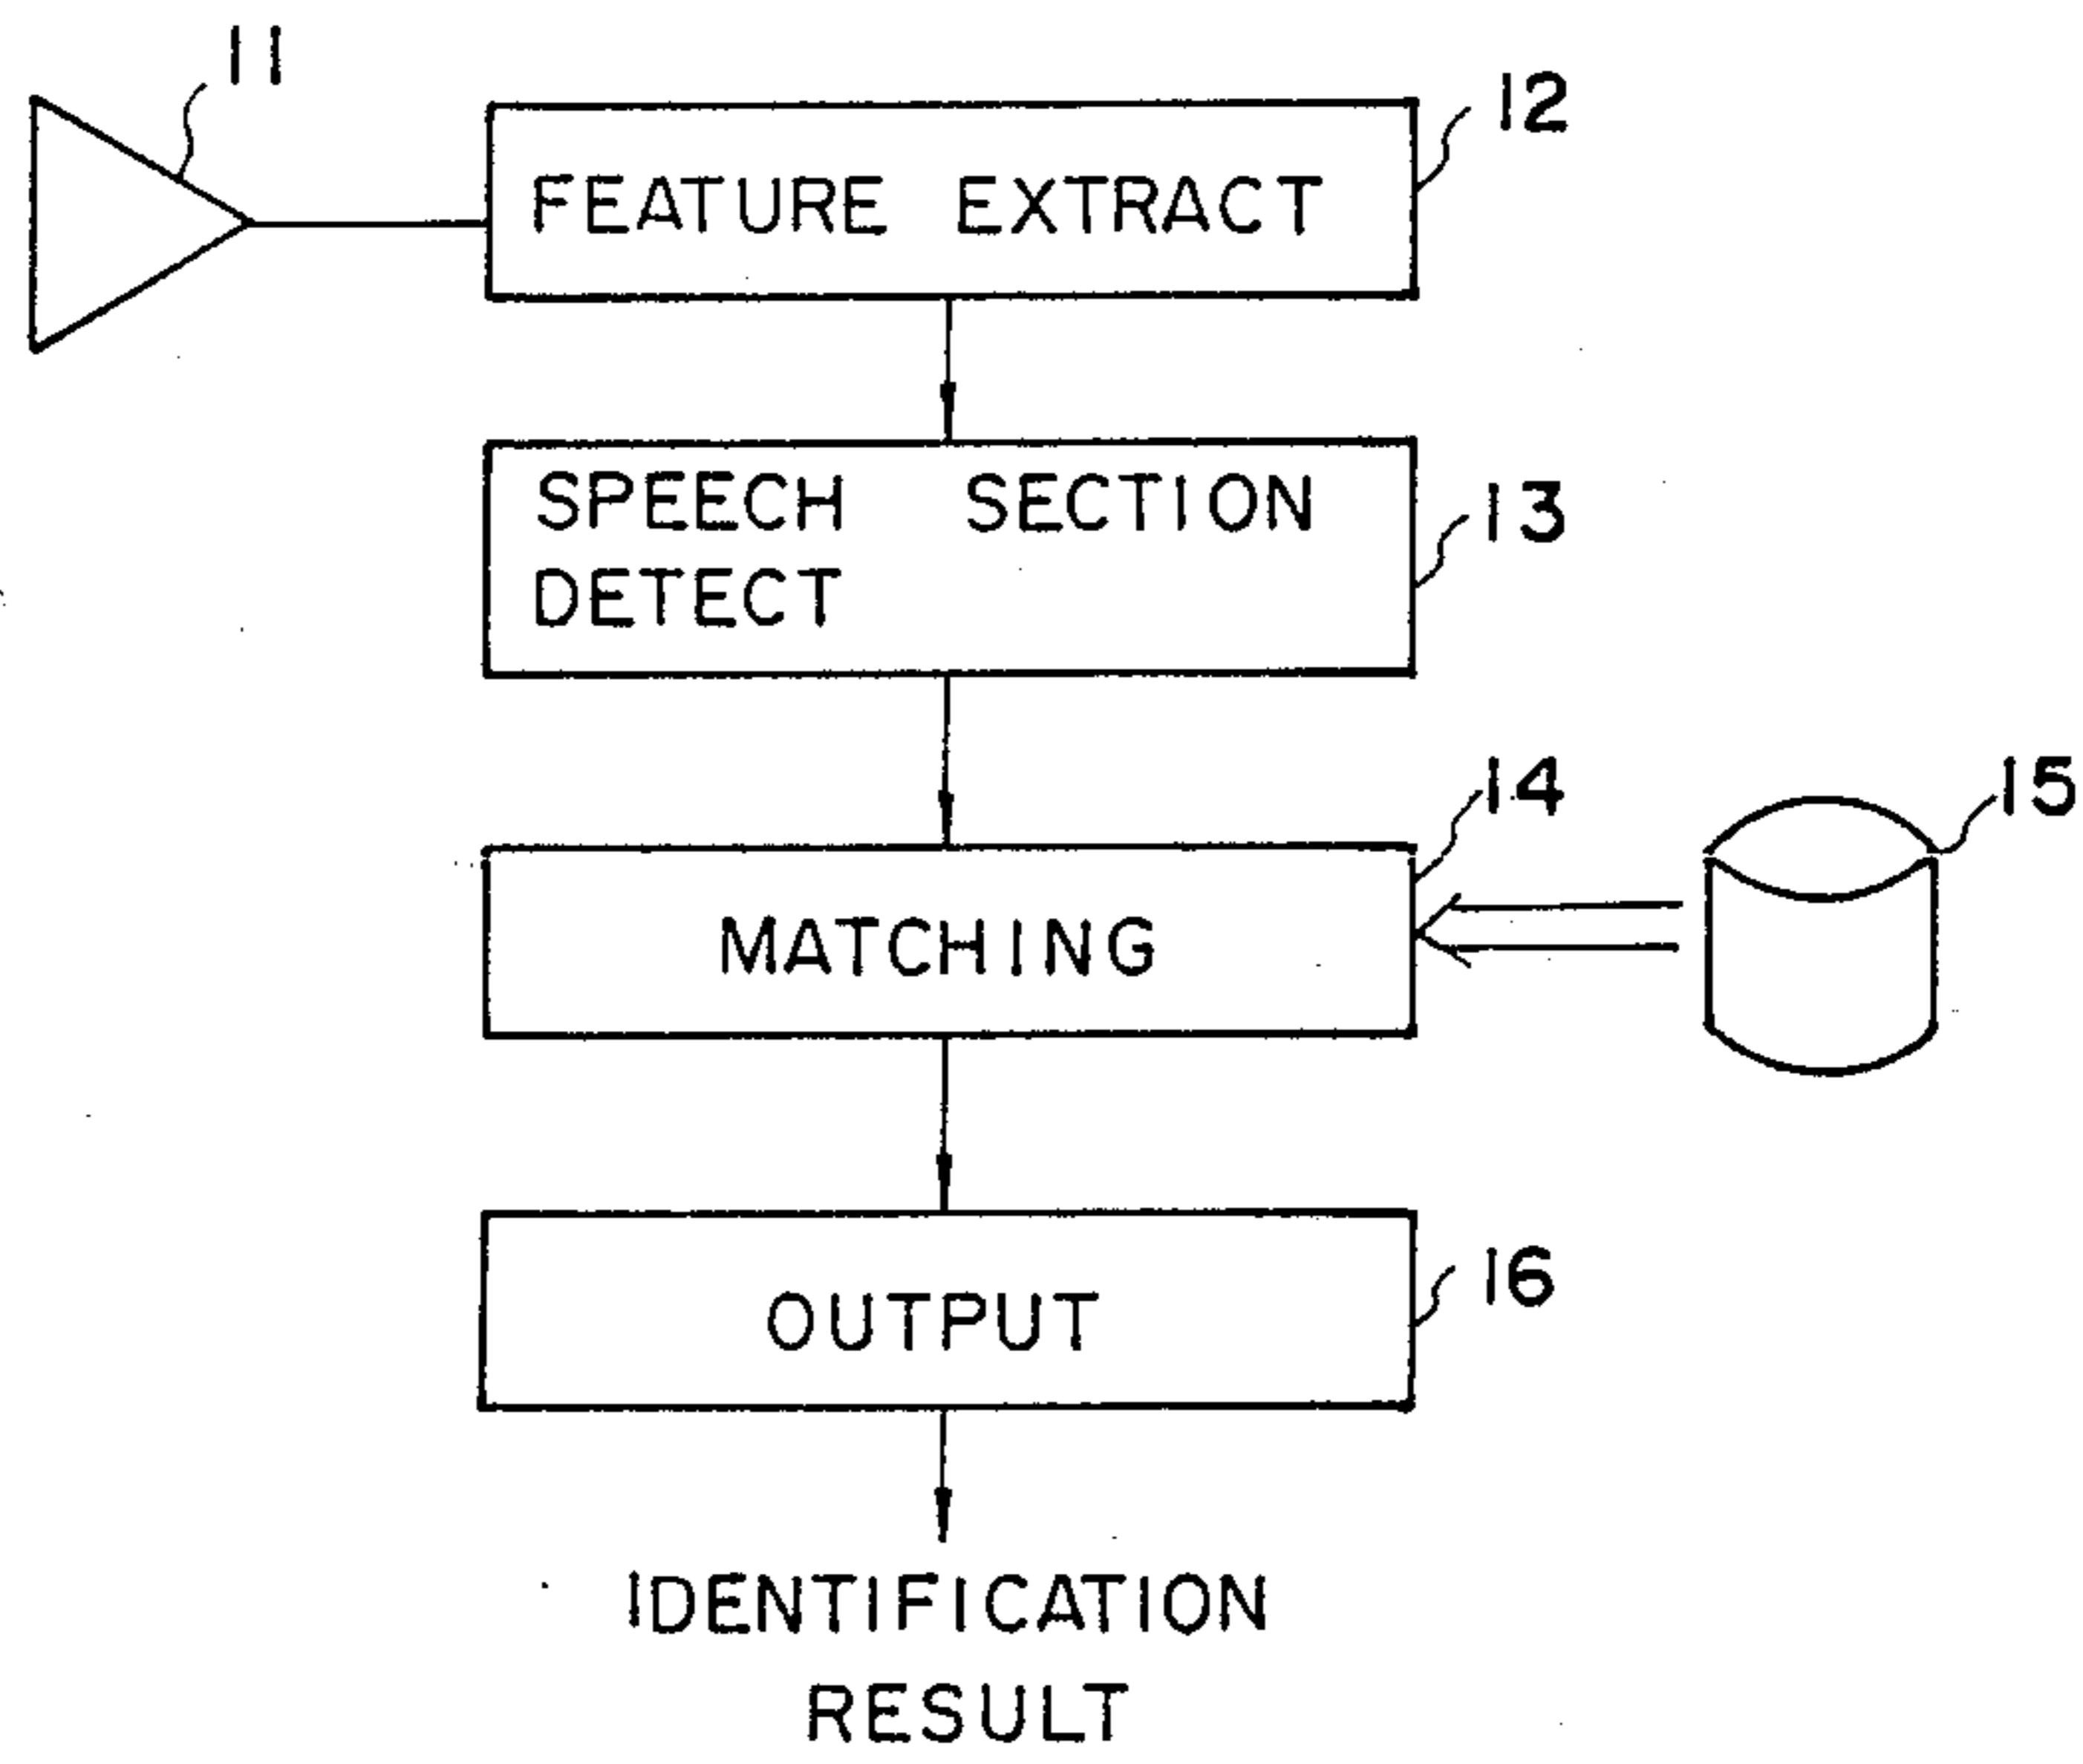 11
12
FEATURE EXTRACT
SPEECH SECTION
13
DETECT
14
15
MATCHING
16
OUTPUT
IDENTIFICATION
RESULT